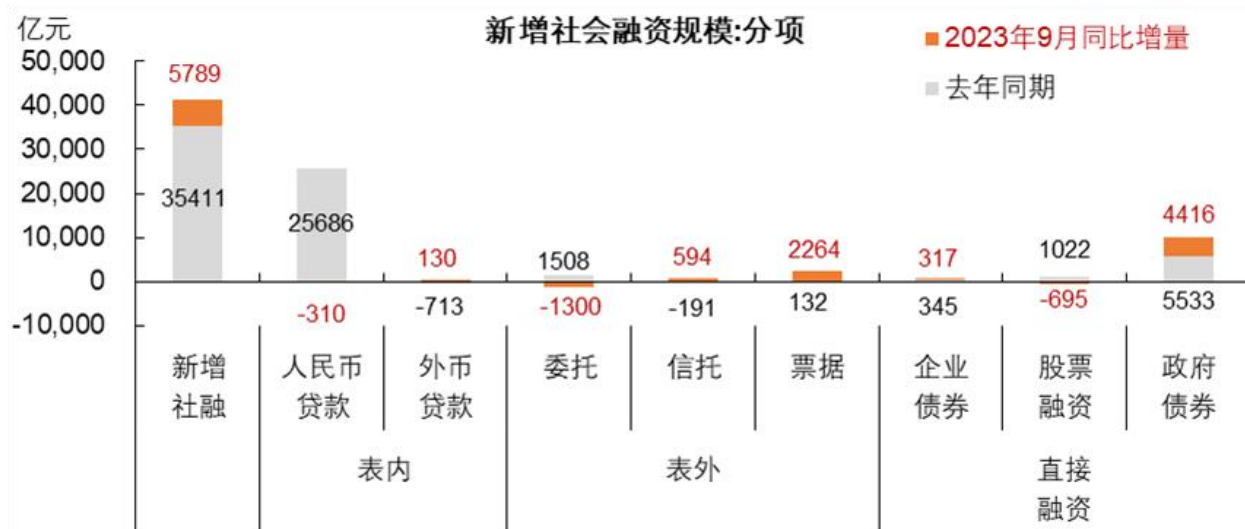 亿元
新增社会融资规模:分项
2023年9月同比增量
去年同期
50,000
40,000
30,000
20,000
10,000
0
-10,000
5789
35411
25686
-310
130
-713
1508
-1300
594
-191
2264
132
317
345
1022
-695
4416
5533
新增
社融
人民币
贷款
外币
贷款
委托
信托
票据
企业
债券
股票
融资
政府
债券
表内
表外
直接
融资